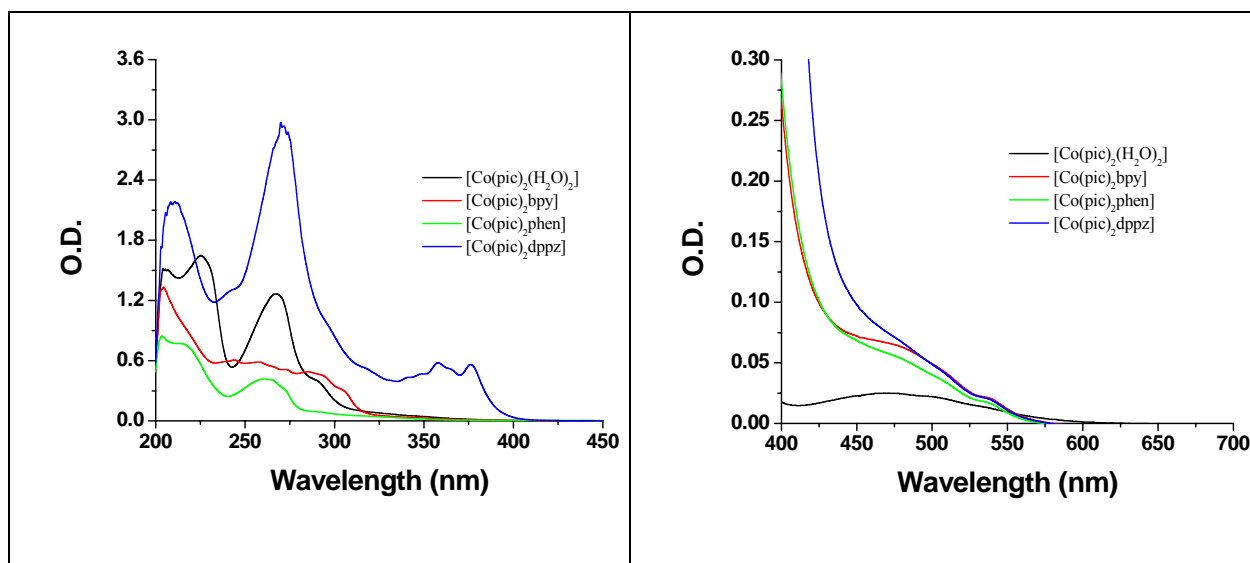 3.6
3.0
2.4
1.8
1.2
0.6
0.0
O.D.
[Co(pic)₂(H₂O)₂]
[Co(pic)₂bpy]
[Co(pic)₂phen]
[Co(pic)₂dppz]
200 250 300 350 400 450
Wavelength (nm)
0.30
0.25
0.20
0.15
0.10
0.05
0.00
O.D.
[Co(pic)₂(H₂O)₂]
[Co(pic)₂bpy]
[Co(pic)₂phen]
[Co(pic)₂dppz]
400 450 500 550 600 650 700
Wavelength (nm)